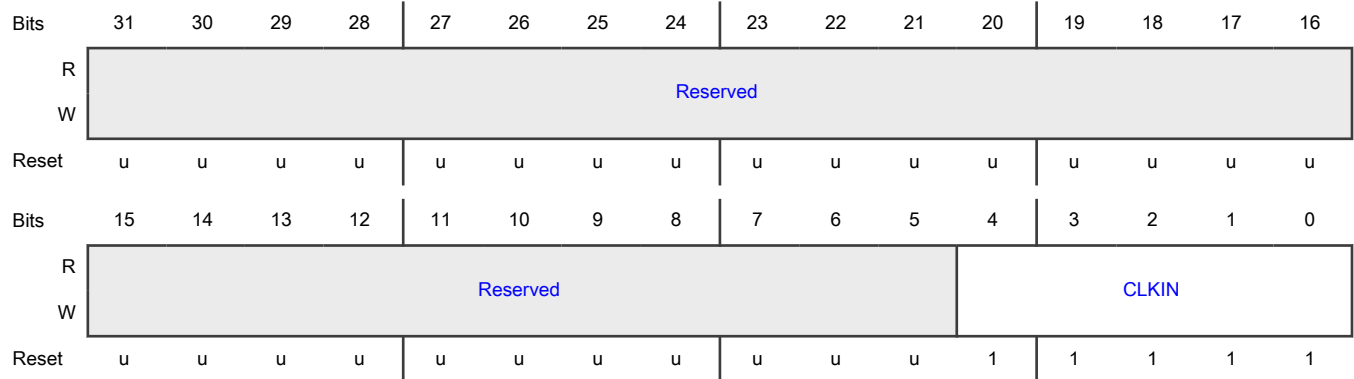 Bits 31 30 29 28 27 26 25 24 23 22 21 20 19 18 17 16
R
Reserved
W
Reset u u u u u u u u u u u u u u u u
Bits 15 14 13 12 11 10 9 8 7 6 5 4 3 2 1 0
R
Reserved CLKIN
W
Reset u u u u u u u u u u u 1 1 1 1 1